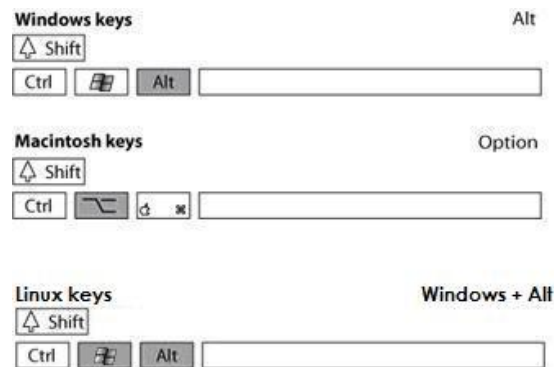 Windows keys Alt
Shift
Ctrl Alt
Macintosh keys Option
Shift
Ctrl ⌥ ⌘
Linux keys Windows + Alt
Shift
Ctrl Alt